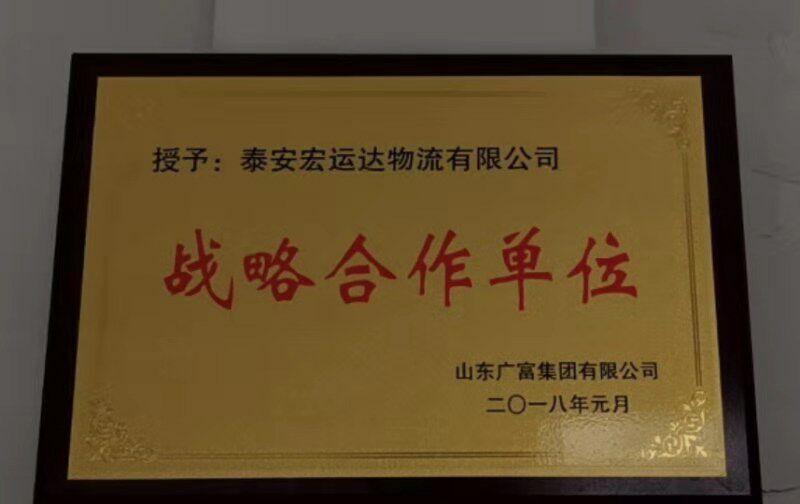 授予：泰安宏运达物流有限公司
战略合作单位
山东广富集团有限公司
二〇一八年元月